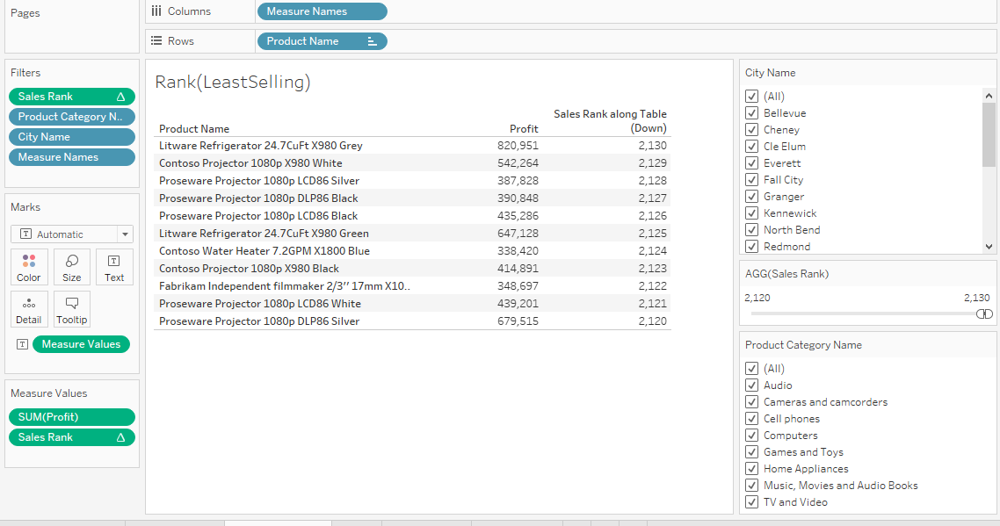 Pages
Columns
Measure Names
Rows
Product Name
Filters
Sales Rank
Product Category N..
City Name
Measure Names
Marks
Automatic
Color Size Text
Detail Tooltip
Measure Values
Measure Values
SUM(Profit)
Sales Rank
Rank(LeastSelling)
Sales Rank along Table
Product Name Profit (Down)
Litware Refrigerator 24.7CuFt X980 Grey 820,951 2,130
Contoso Projector 1080p X980 White 542,264 2,129
Proseware Projector 1080p LCD86 Silver 387,828 2,128
Proseware Projector 1080p DLP86 Black 390,848 2,127
Proseware Projector 1080p LCD86 Black 435,286 2,126
Litware Refrigerator 24.7CuFt X980 Green 647,128 2,125
Contoso Water Heater 7.2GPM X1800 Blue 338,420 2,124
Contoso Projector 1080p X980 Black 414,891 2,123
Fabrikam Independent filmmaker 2/3’’ 17mm X10.. 348,697 2,122
Proseware Projector 1080p LCD86 White 439,201 2,121
Proseware Projector 1080p DLP86 Silver 679,515 2,120
City Name
(All)
Bellevue
Cheney
Cle Elum
Everett
Fall City
Granger
Kennewick
North Bend
Redmond
AGG(Sales Rank)
2,120 2,130
Product Category Name
(All)
Audio
Cameras and camcorders
Cell phones
Computers
Games and Toys
Home Appliances
Music, Movies and Audio Books
TV and Video